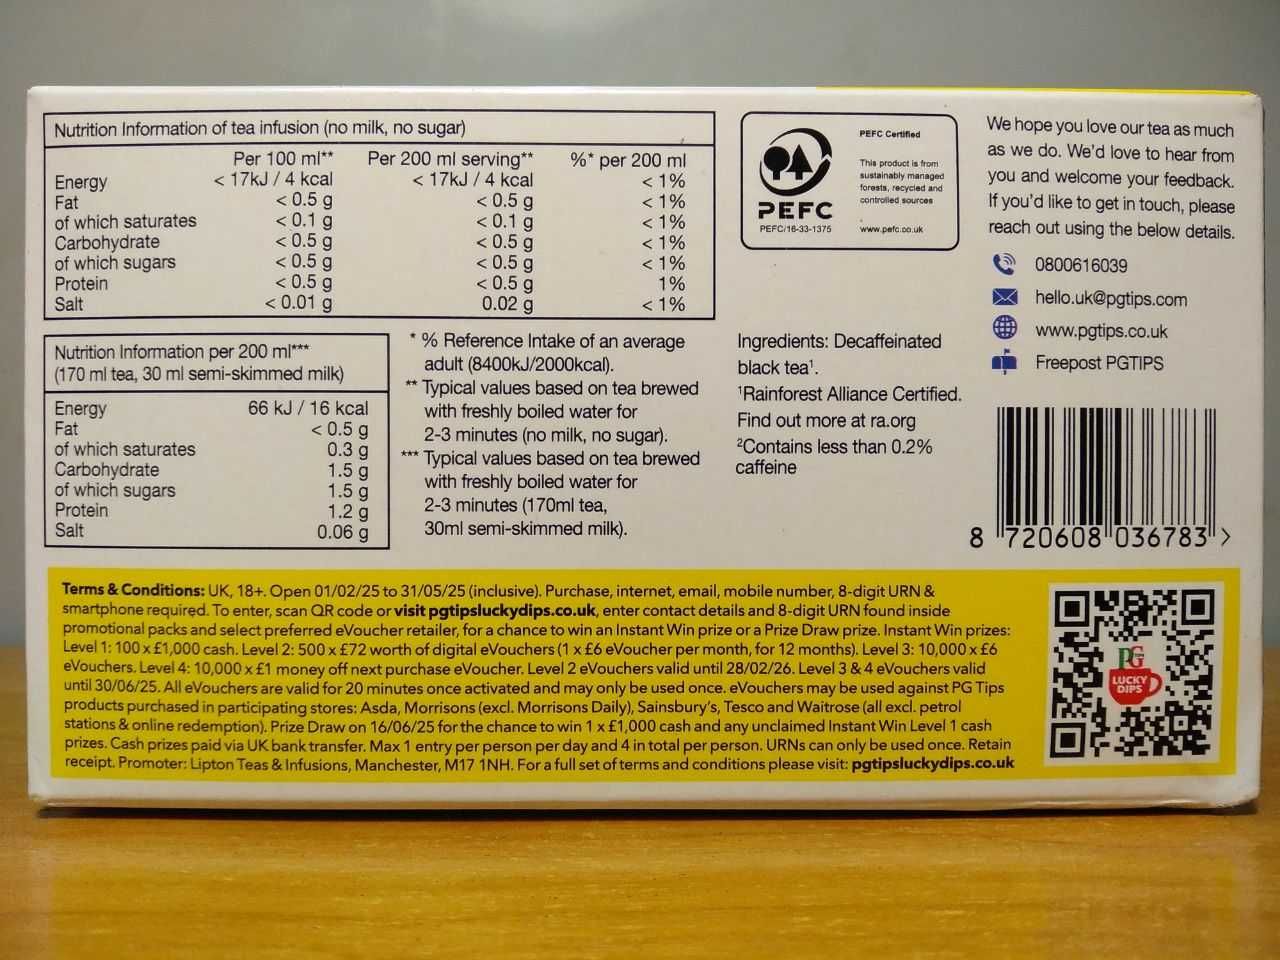 Nutrition Information of tea infusion (no milk, no sugar)
Per 100 ml** Per 200 ml serving** %* per 200 ml
Energy < 17kJ / 4 kcal < 17kJ / 4 kcal < 1%
Fat < 0.5 g < 0.5 g < 1%
of which saturates < 0.1 g < 0.1 g < 1%
Carbohydrate < 0.5 g < 0.5 g < 1%
of which sugars < 0.5 g < 0.5 g < 1%
Protein < 0.5 g < 0.5 g 1%
Salt < 0.01 g 0.02 g < 1%
Nutrition Information per 200 ml***
(170 ml tea, 30 ml semi-skimmed milk)
Energy 66 kJ / 16 kcal
Fat < 0.5 g
of which saturates 0.3 g
Carbohydrate 1.5 g
of which sugars 1.5 g
Protein 1.2 g
Salt 0.06 g
* % Reference Intake of an average
adult (8400kJ/2000kcal).
** Typical values based on tea brewed
with freshly boiled water for
2-3 minutes (no milk, no sugar).
*** Typical values based on tea brewed
with freshly boiled water for
2-3 minutes (170ml tea,
30ml semi-skimmed milk).
PEFC
PEFC/16-33-1375
PEFC Certified
This product is from
sustainably managed
forests, recycled and
controlled sources
www.pefc.co.uk
Ingredients: Decaffeinated
black tea¹.
¹Rainforest Alliance Certified.
Find out more at ra.org
²Contains less than 0.2%
caffeine
We hope you love our tea as much
as we do. We'd love to hear from
you and welcome your feedback.
If you'd like to get in touch, please
reach out using the below details.
0800616039
hello.uk@pgtips.com
www.pgtips.co.uk
Freepost PGTIPS
8 720608 036783 >
Terms & Conditions: UK, 18+. Open 01/02/25 to 31/05/25 (inclusive). Purchase, internet, email, mobile number, 8-digit URN &
smartphone required. To enter, scan QR code or visit pgtipsluckydips.co.uk, enter contact details and 8-digit URN found inside
promotional packs and select preferred eVoucher retailer, for a chance to win an Instant Win prize or a Prize Draw prize. Instant Win prizes:
Level 1: 100 x £1,000 cash. Level 2: 500 x £72 worth of digital eVouchers (1 x £6 eVoucher per month, for 12 months). Level 3: 10,000 x £6
eVouchers. Level 4: 10,000 x £1 money off next purchase eVoucher. Level 2 eVouchers valid until 28/02/26. Level 3 & 4 eVouchers valid
until 30/06/25. All eVouchers are valid for 20 minutes once activated and may only be used once. eVouchers may be used against PG Tips
products purchased in participating stores: Asda, Morrisons (excl. Morrisons Daily), Sainsbury's, Tesco and Waitrose (all excl. petrol
stations & online redemption). Prize Draw on 16/06/25 for the chance to win 1 x £1,000 cash and any unclaimed Instant Win Level 1 cash
prizes. Cash prizes paid via UK bank transfer. Max 1 entry per person per day and 4 in total per person. URNs can only be used once. Retain
receipt. Promoter: Lipton Teas & Infusions, Manchester, M17 1NH. For a full set of terms and conditions please visit: pgtipsluckydips.co.uk
PG
LUCKY
DIPS